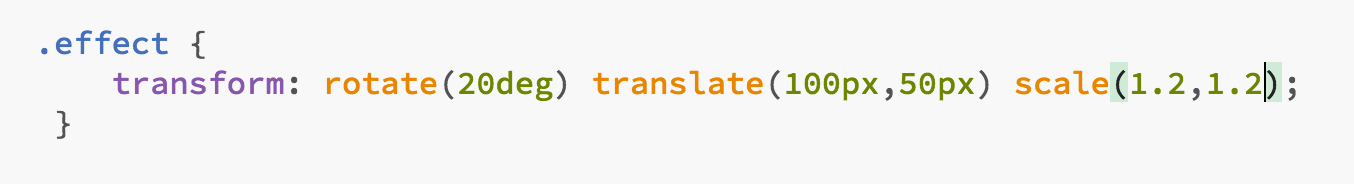 .effect {
    transform: rotate(20deg) translate(100px,50px) scale(1.2,1.2);
 }